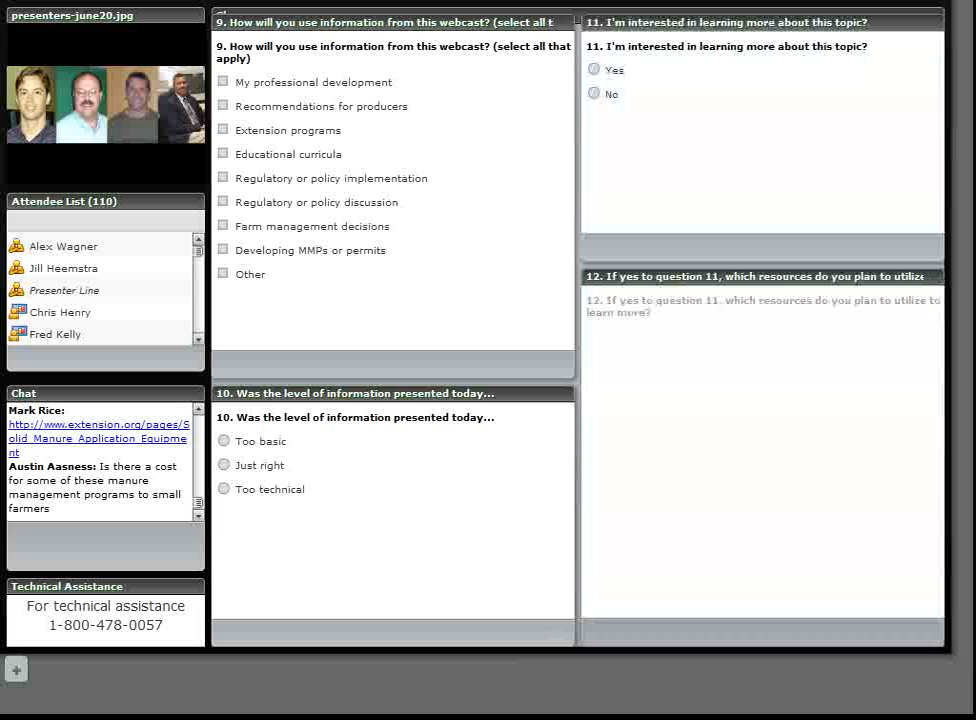 presenters-june20.jpg
Attendee List (110)
Alex Wagner
Jill Heemstra
Presenter Line
Chris Henry
Fred Kelly
Chat
Mark Rice:
http://www.extension.org/pages/S
olid_Manure_Application_Equipme
nt
Austin Aasness: Is there a cost
for some of these manure
management programs to small
farmers
Technical Assistance
For technical assistance
1-800-478-0057
9. How will you use information from this webcast? (select all t
9. How will you use information from this webcast? (select all that
apply)
My professional development
Recommendations for producers
Extension programs
Educational curricula
Regulatory or policy implementation
Regulatory or policy discussion
Farm management decisions
Developing MMPs or permits
Other
10. Was the level of information presented today...
10. Was the level of information presented today...
Too basic
Just right
Too technical
11. I'm interested in learning more about this topic?
11. I'm interested in learning more about this topic?
Yes
No
12. If yes to question 11, which resources do you plan to utilize
12. If yes to question 11, which resources do you plan to utilize to
learn more?